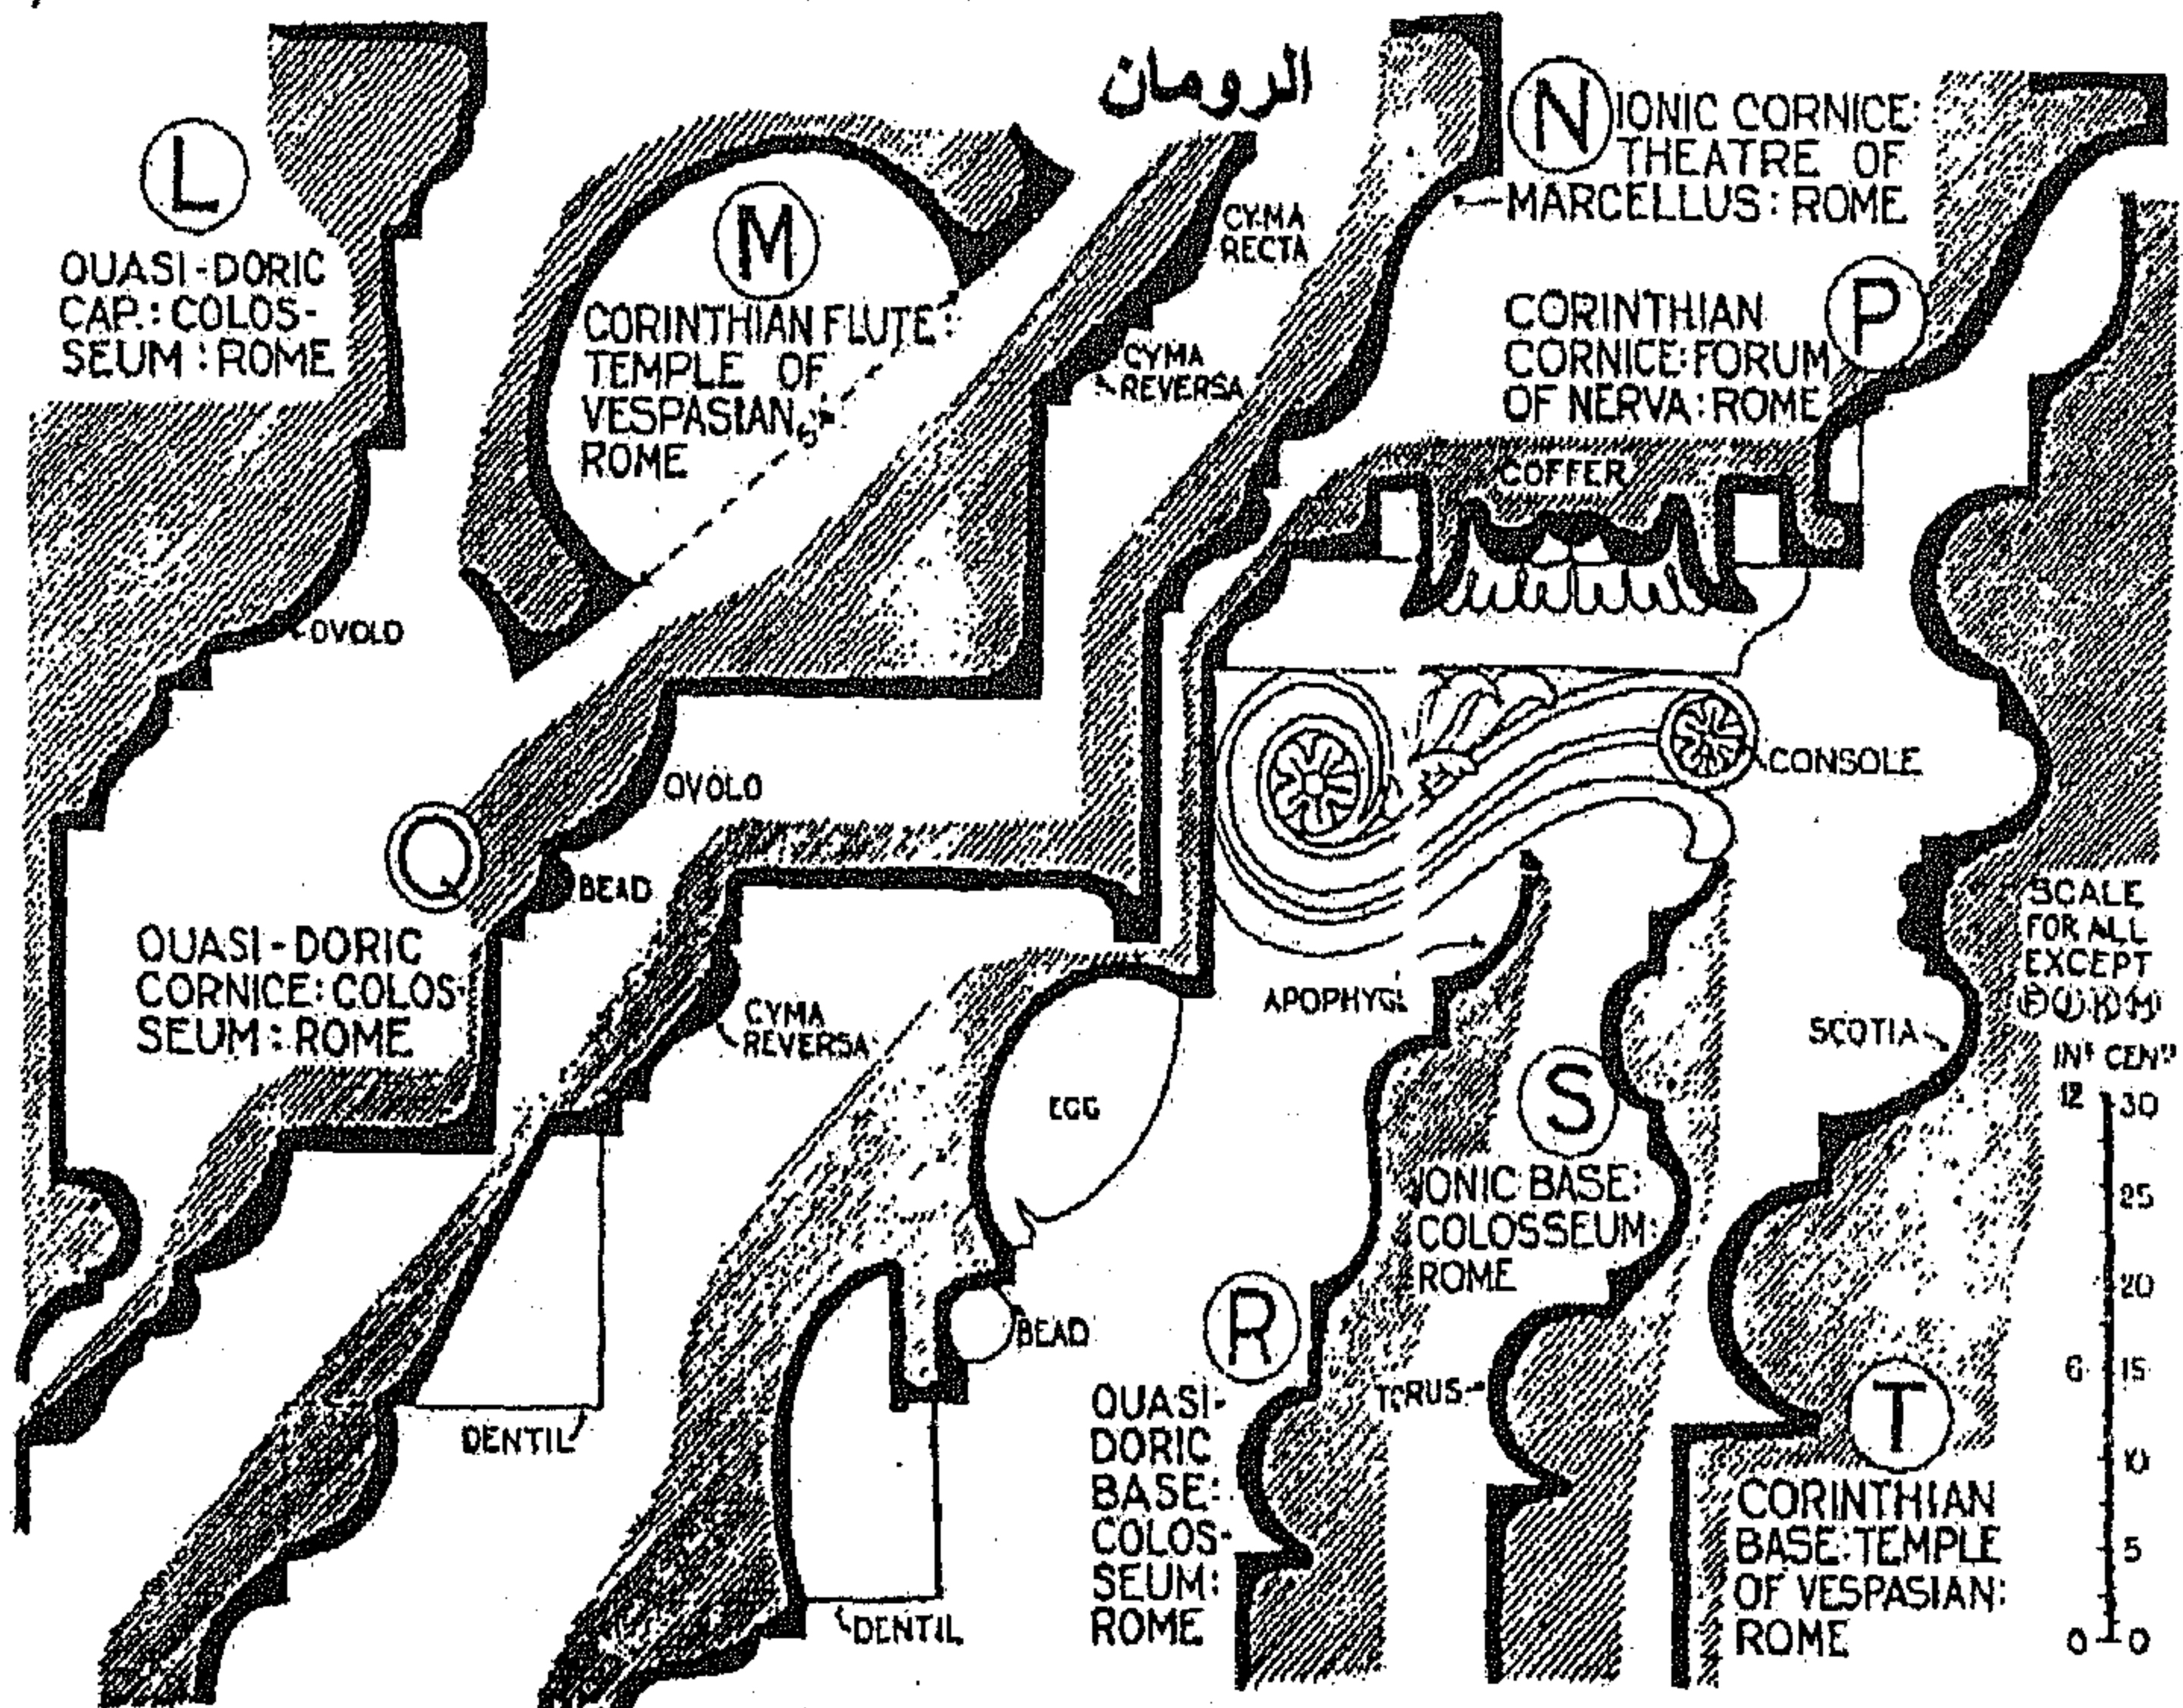 الرومان
L
QUASI-DORIC
CAP.: COLOS-
SEUM : ROME
M
CORINTHIAN FLUTE:
TEMPLE OF
VESPASIAN
ROME
CYMA
RECTA
CYMA
REVERSA
N
IONIC CORNICE:
THEATRE OF
MARCELLUS : ROME
P
CORINTHIAN
CORNICE: FORUM
OF NERVA: ROME
COFFER
OVOLO
OVOLO
BEAD
Q
QUASI-DORIC
CORNICE: COLOS-
SEUM : ROME
CYMA
REVERSA
CONSOLE
APOPHYGE
EGG
BEAD
DENTIL
DENTIL
SCOTIA
SCALE
FOR ALL
EXCEPT
INS CENTS
12 30
25
20
6 15
10
5
0 0
R
QUASI-
DORIC
BASE:
COLOS-
SEUM:
ROME
S
IONIC BASE:
COLOSSEUM:
ROME
TORUS
T
CORINTHIAN
BASE: TEMPLE
OF VESPASIAN:
ROME